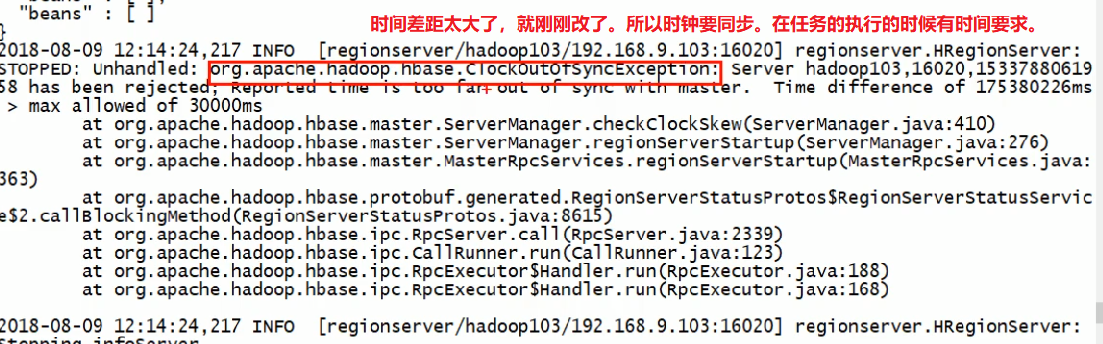 "beans" : [ ]
}
时间差距太大了，就刚刚改了。所以时钟要同步。在任务的执行的时候有时间要求。
2018-08-09 12:14:24,217 INFO  [regionserver/hadoop103/192.168.9.103:16020] regionserver.HRegionServer:
STOPPED: Unhandled: org.apache.hadoop.hbase.ClockOutOfSyncException: Server hadoop103,16020,15337880619
58 has been rejected; Reported time is too far out of sync with master.  Time difference of 175380226ms
 > max allowed of 30000ms
        at org.apache.hadoop.hbase.master.ServerManager.checkClockSkew(ServerManager.java:410)
        at org.apache.hadoop.hbase.master.ServerManager.regionServerStartup(ServerManager.java:276)
        at org.apache.hadoop.hbase.master.MasterRpcServices.regionServerStartup(MasterRpcServices.java:
363)
        at org.apache.hadoop.hbase.protobuf.generated.RegionServerStatusProtos$RegionServerStatusServic
e$2.callBlockingMethod(RegionServerStatusProtos.java:8615)
        at org.apache.hadoop.hbase.ipc.RpcServer.call(RpcServer.java:2339)
        at org.apache.hadoop.hbase.ipc.CallRunner.run(CallRunner.java:123)
        at org.apache.hadoop.hbase.ipc.RpcExecutor$Handler.run(RpcExecutor.java:188)
        at org.apache.hadoop.hbase.ipc.RpcExecutor$Handler.run(RpcExecutor.java:168)
2018-08-09 12:14:24,217 INFO  [regionserver/hadoop103/192.168.9.103:16020] regionserver.HRegionServer:
Stopping infoServer